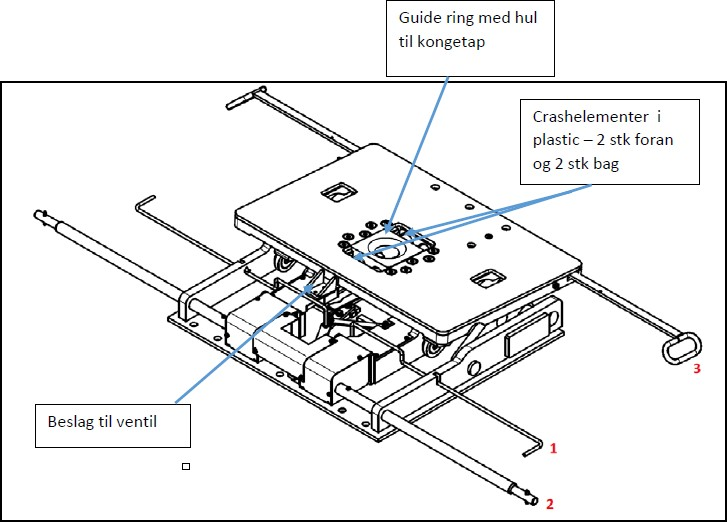 Guide ring med hul
til kongetap
Crashelementer i
plastic – 2 stk foran
og 2 stk bag
Beslag til ventil
3
1
2